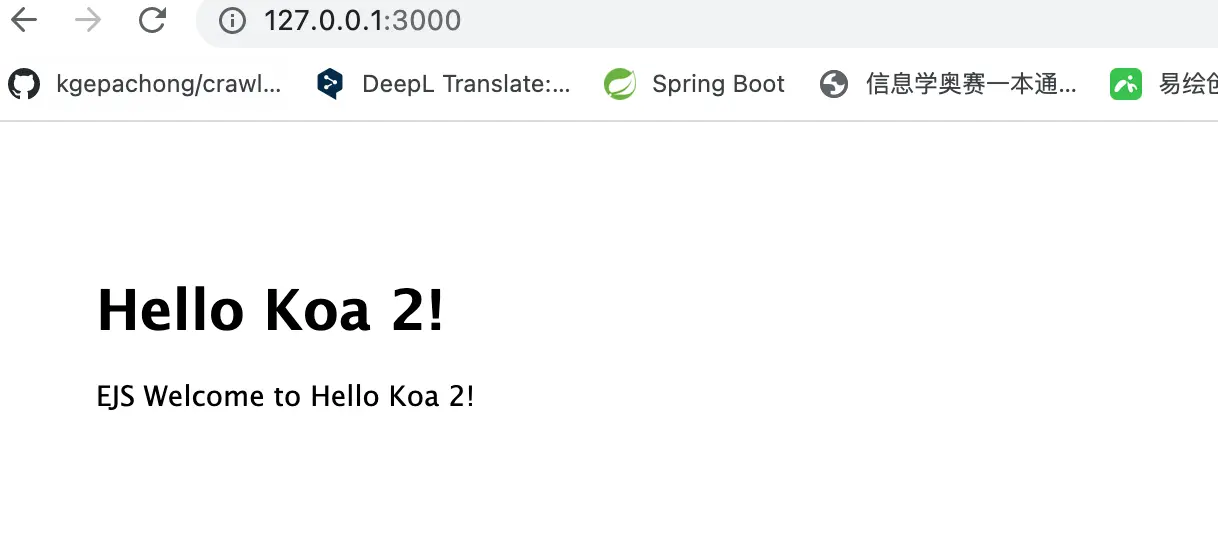 127.0.0.1:3000
kgepachong/crawl... DeepL Translate:... Spring Boot 信息学奥赛一本通... 易绘创
Hello Koa 2!
EJS Welcome to Hello Koa 2!